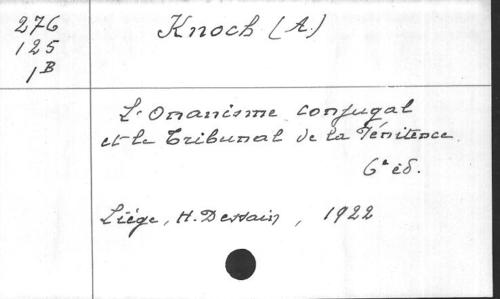 276
125
1B
Knoch (A.)
L'Onanisme conjugal
et le Tribunal de la Pénitence.
6e éd.
Liège, H. Dessain, 1922